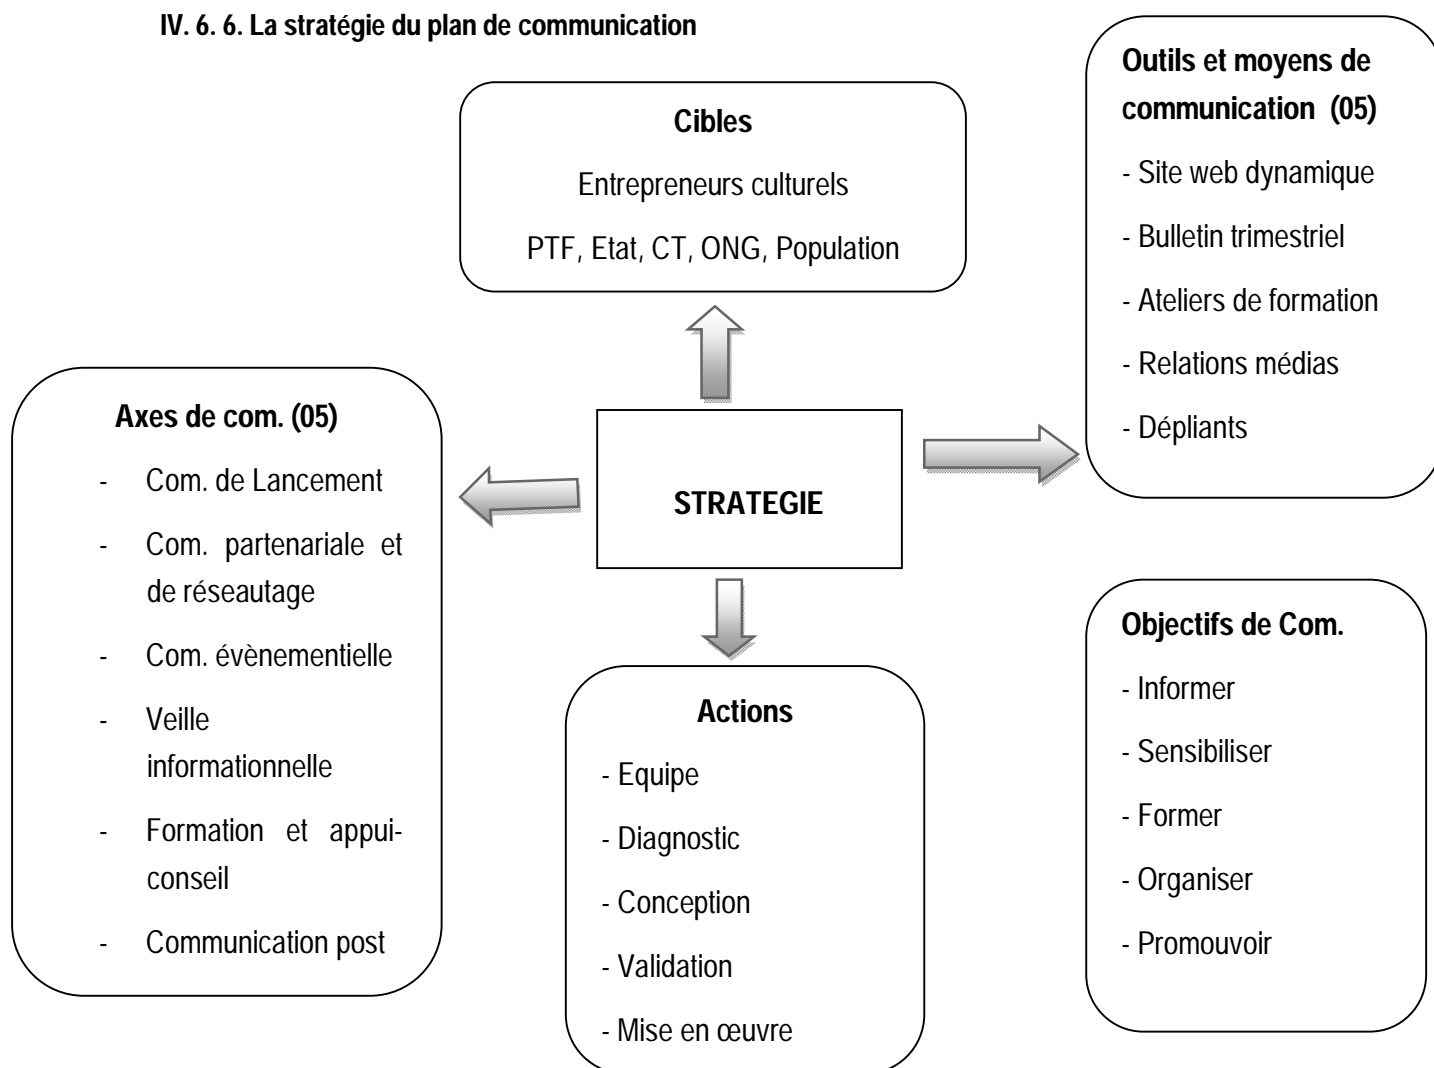 IV. 6. 6. La stratégie du plan de communication
Cibles
Entrepreneurs culturels
PTF, Etat, CT, ONG, Population
Outils et moyens de
communication (05)
- Site web dynamique
- Bulletin trimestriel
- Ateliers de formation
- Relations médias
- Dépliants
Axes de com. (05)
- Com. de Lancement
- Com. partenariale et
de réseautage
- Com. évènementielle
- Veille
informationnelle
- Formation et appui-
conseil
- Communication post
STRATEGIE
Actions
- Equipe
- Diagnostic
- Conception
- Validation
- Mise en œuvre
Objectifs de Com.
- Informer
- Sensibiliser
- Former
- Organiser
- Promouvoir